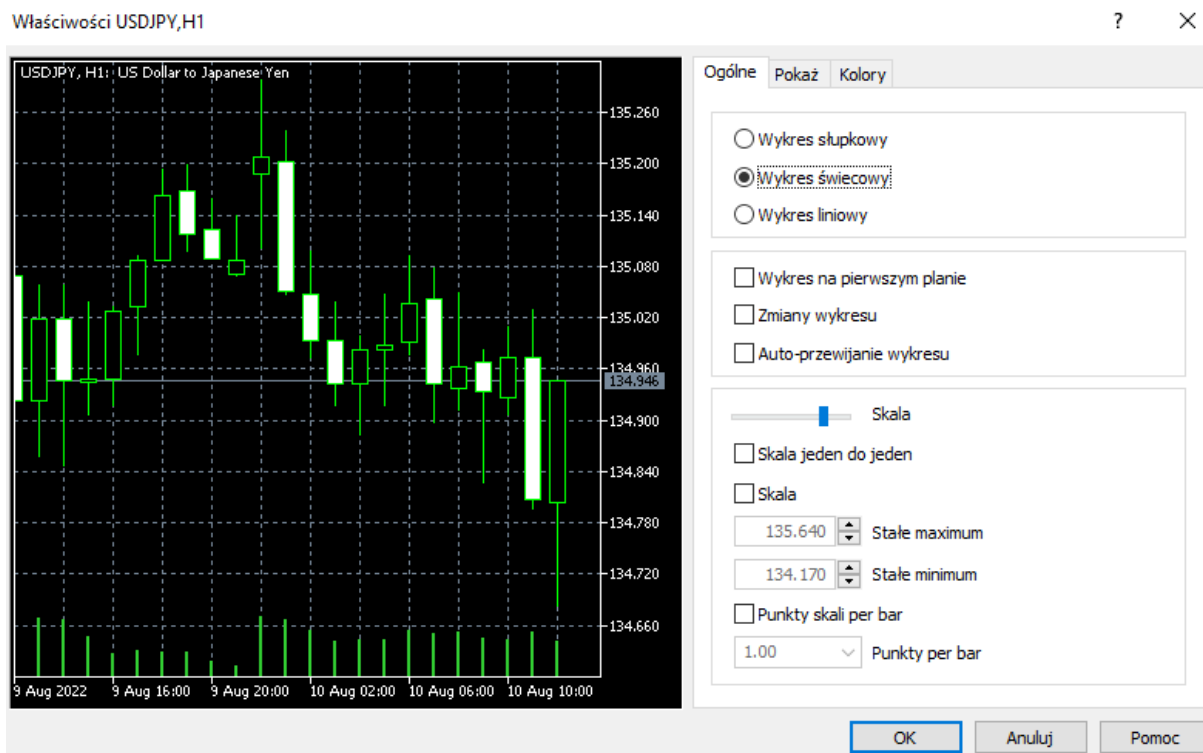 Właściwości USDJPY,H1
?
USDJPY, H1: US Dollar to Japanese Yen
135.260
135.200
135.140
135.080
135.020
134.960
134.946
134.900
134.840
134.780
134.720
134.660
9 Aug 2022 9 Aug 16:00 9 Aug 20:00 10 Aug 02:00 10 Aug 06:00 10 Aug 10:00
Ogólne Pokaż Kolory
Wykres słupkowy
Wykres świecowy
Wykres liniowy
Wykres na pierwszym planie
Zmiany wykresu
Auto-przewijanie wykresu
Skala
Skala jeden do jeden
Skala
135.640 Stałe maximum
134.170 Stałe minimum
Punkty skali per bar
1.00 Punkty per bar
OK Anuluj Pomoc